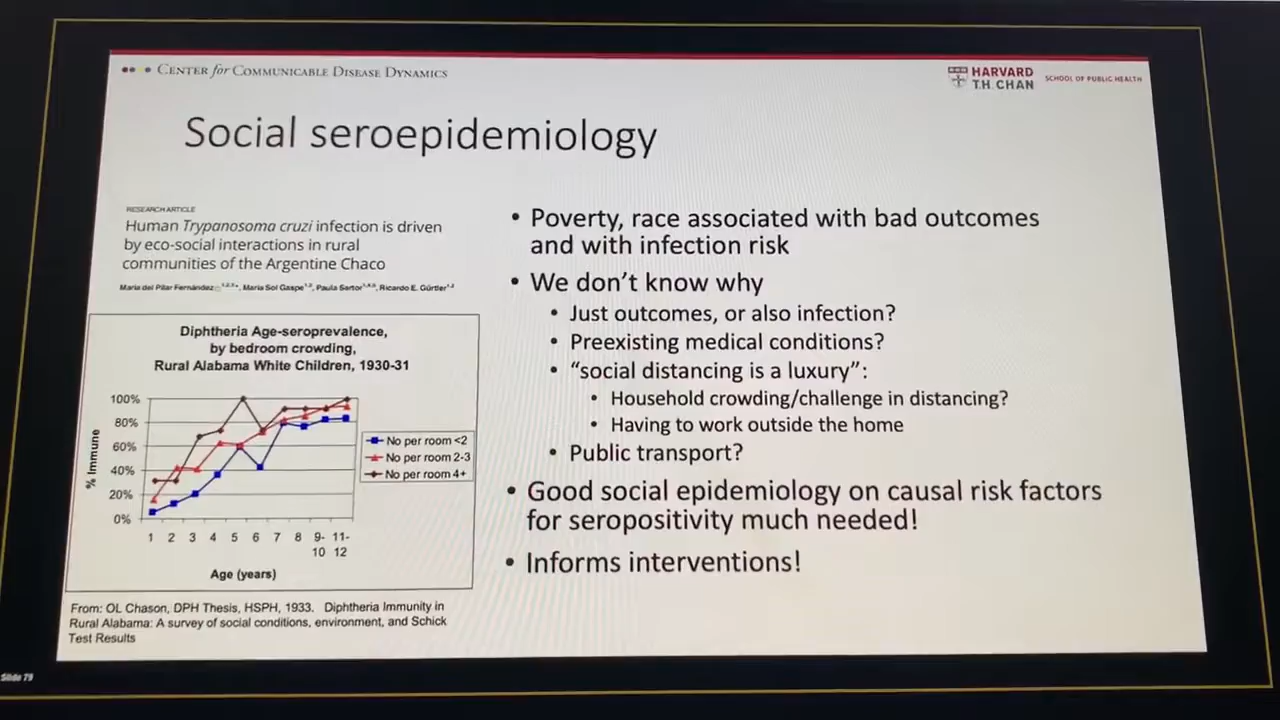 CENTER for COMMUNICABLE DISEASE DYNAMICS
HARVARD
T.H. CHAN
SCHOOL OF PUBLIC HEALTH
Social seroepidemiology
RESEARCH ARTICLE
Human Trypanosoma cruzi infection is driven
by eco-social interactions in rural
communities of the Argentine Chaco
María del Pilar Fernández, María Sol Gaspe, Paula Sartor, Ricardo E. Gürtler
Diphtheria Age-seroprevalence,
by bedroom crowding,
Rural Alabama White Children, 1930-31
% Immune
100%
80%
60%
40%
20%
0%
1 2 3 4 5 6 7 8 9- 11-
10 12
Age (years)
No per room <2
No per room 2-3
No per room 4+
From: OL Chason, DPH Thesis, HSPH, 1933. Diphtheria Immunity in
Rural Alabama: A survey of social conditions, environment, and Schick
Test Results
• Poverty, race associated with bad outcomes
and with infection risk
• We don't know why
• Just outcomes, or also infection?
• Preexisting medical conditions?
• “social distancing is a luxury”:
• Household crowding/challenge in distancing?
• Having to work outside the home
• Public transport?
• Good social epidemiology on causal risk factors
for seropositivity much needed!
• Informs interventions!
Slide 79